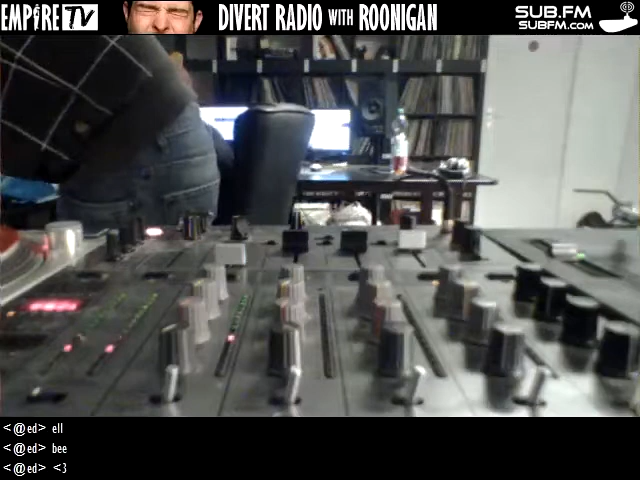 EMPIRE TV
DIVERT RADIO WITH ROONIGAN
SUB.FM
SUBFM.COM
<@ed> ell
<@ed> bee
<@ed> <3